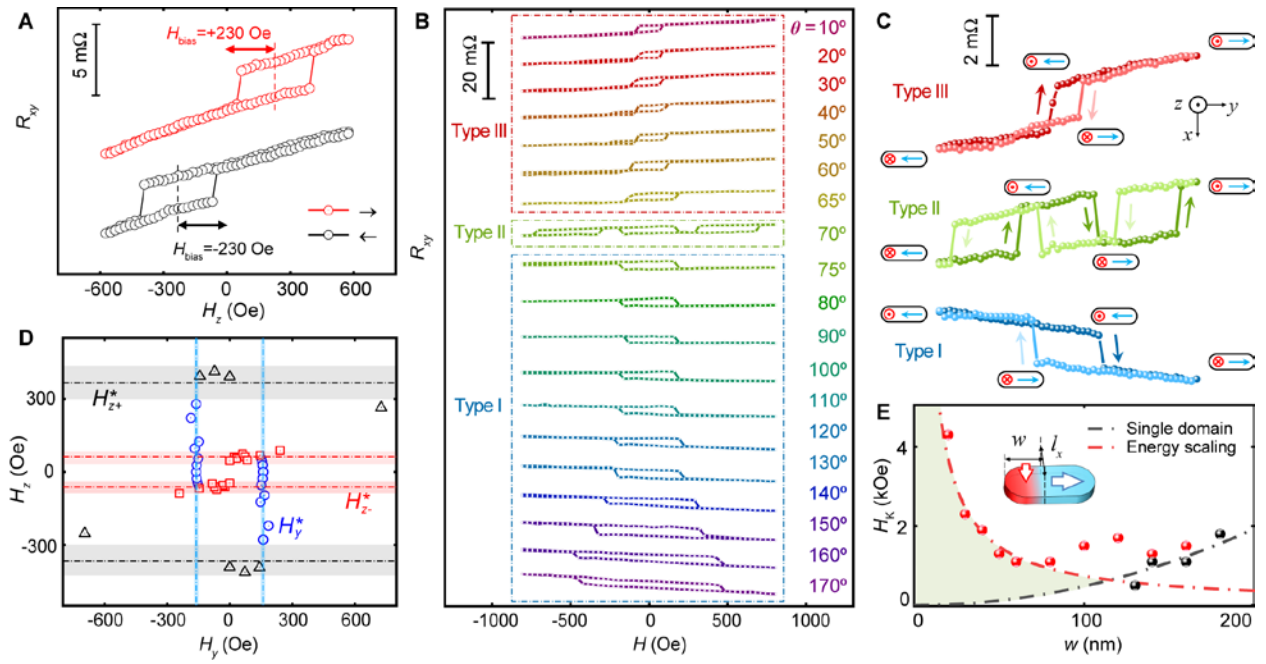 A
H_bias=+230 Oe
5 mΩ
R_xy
H_bias=-230 Oe
→
←
-600 -300 0 300 600
H_z (Oe)
B
20 mΩ
R_xy
Type III
Type II
Type I
θ = 10º
20º
30º
40º
50º
60º
65º
70º
75º
80º
90º
100º
110º
120º
130º
140º
150º
160º
170º
-1000 -500 0 500 1000
H (Oe)
C
2 mΩ
Type III
z
y
x
Type II
Type I
D
H*_z+
300
0
-300
H_z (Oe)
H*_z-
H*_y
-600 -300 0 300 600
H_y (Oe)
E
Single domain
Energy scaling
w
l_x
4
2
0
H_K (kOe)
0 100 200
w (nm)